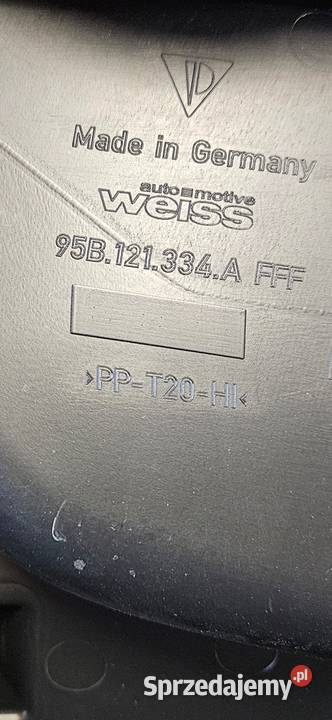 Made in Germany
automotive
weiss
95B.121.334.A FFF
>PP-T20-HI<
Sprzedajemy.pl